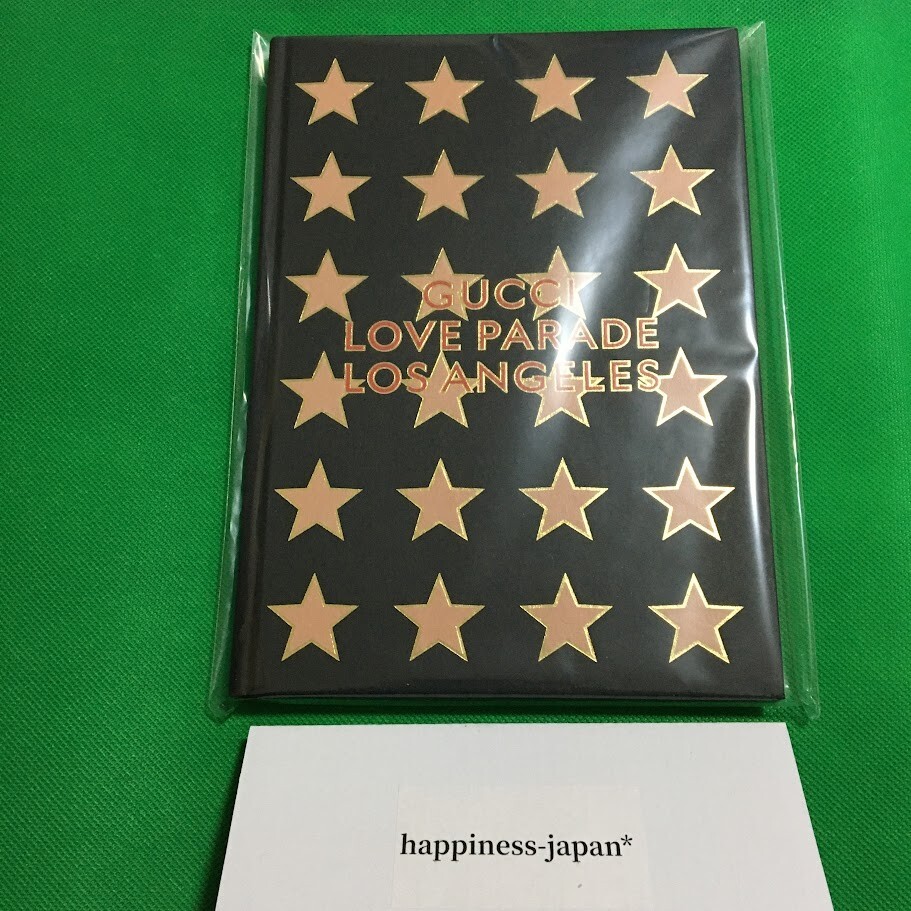 GUCCI
LOVE PARADE
LOS ANGELES
happiness-japan*